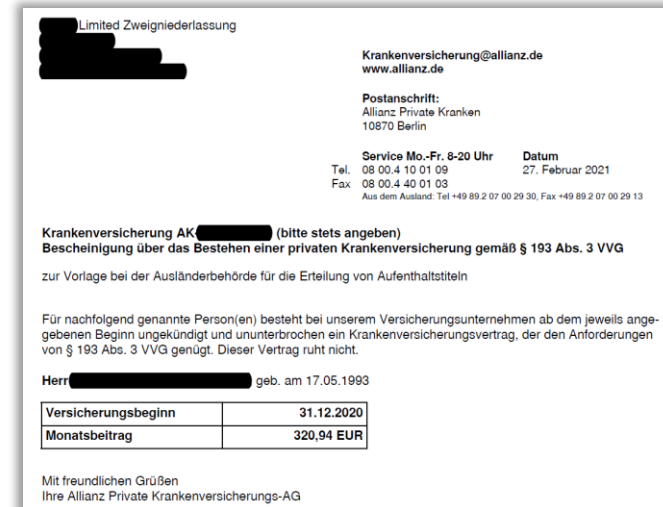 Limited Zweigniederlassung
Krankenversicherung@allianz.de
www.allianz.de
Postanschrift:
Allianz Private Kranken
10870 Berlin
Service Mo.-Fr. 8-20 Uhr Datum
Tel. 08 00.4 10 01 09 27. Februar 2021
Fax 08 00.4 40 01 03
Aus dem Ausland: Tel +49 89.2 07 00 29 30, Fax +49 89.2 07 00 29 13
Krankenversicherung AK- (bitte stets angeben)
Bescheinigung über das Bestehen einer privaten Krankenversicherung gemäß § 193 Abs. 3 VVG
zur Vorlage bei der Ausländerbehörde für die Erteilung von Aufenthaltstiteln
Für nachfolgend genannte Person(en) besteht bei unserem Versicherungsunternehmen ab dem jeweils ange-
gebenen Beginn ungekündigt und ununterbrochen ein Krankenversicherungsvertrag, der den Anforderungen
von § 193 Abs. 3 VVG genügt. Dieser Vertrag ruht nicht.
Herr geb. am 17.05.1993
Versicherungsbeginn 31.12.2020
Monatsbeitrag 320,94 EUR
Mit freundlichen Grüßen
Ihre Allianz Private Krankenversicherungs-AG